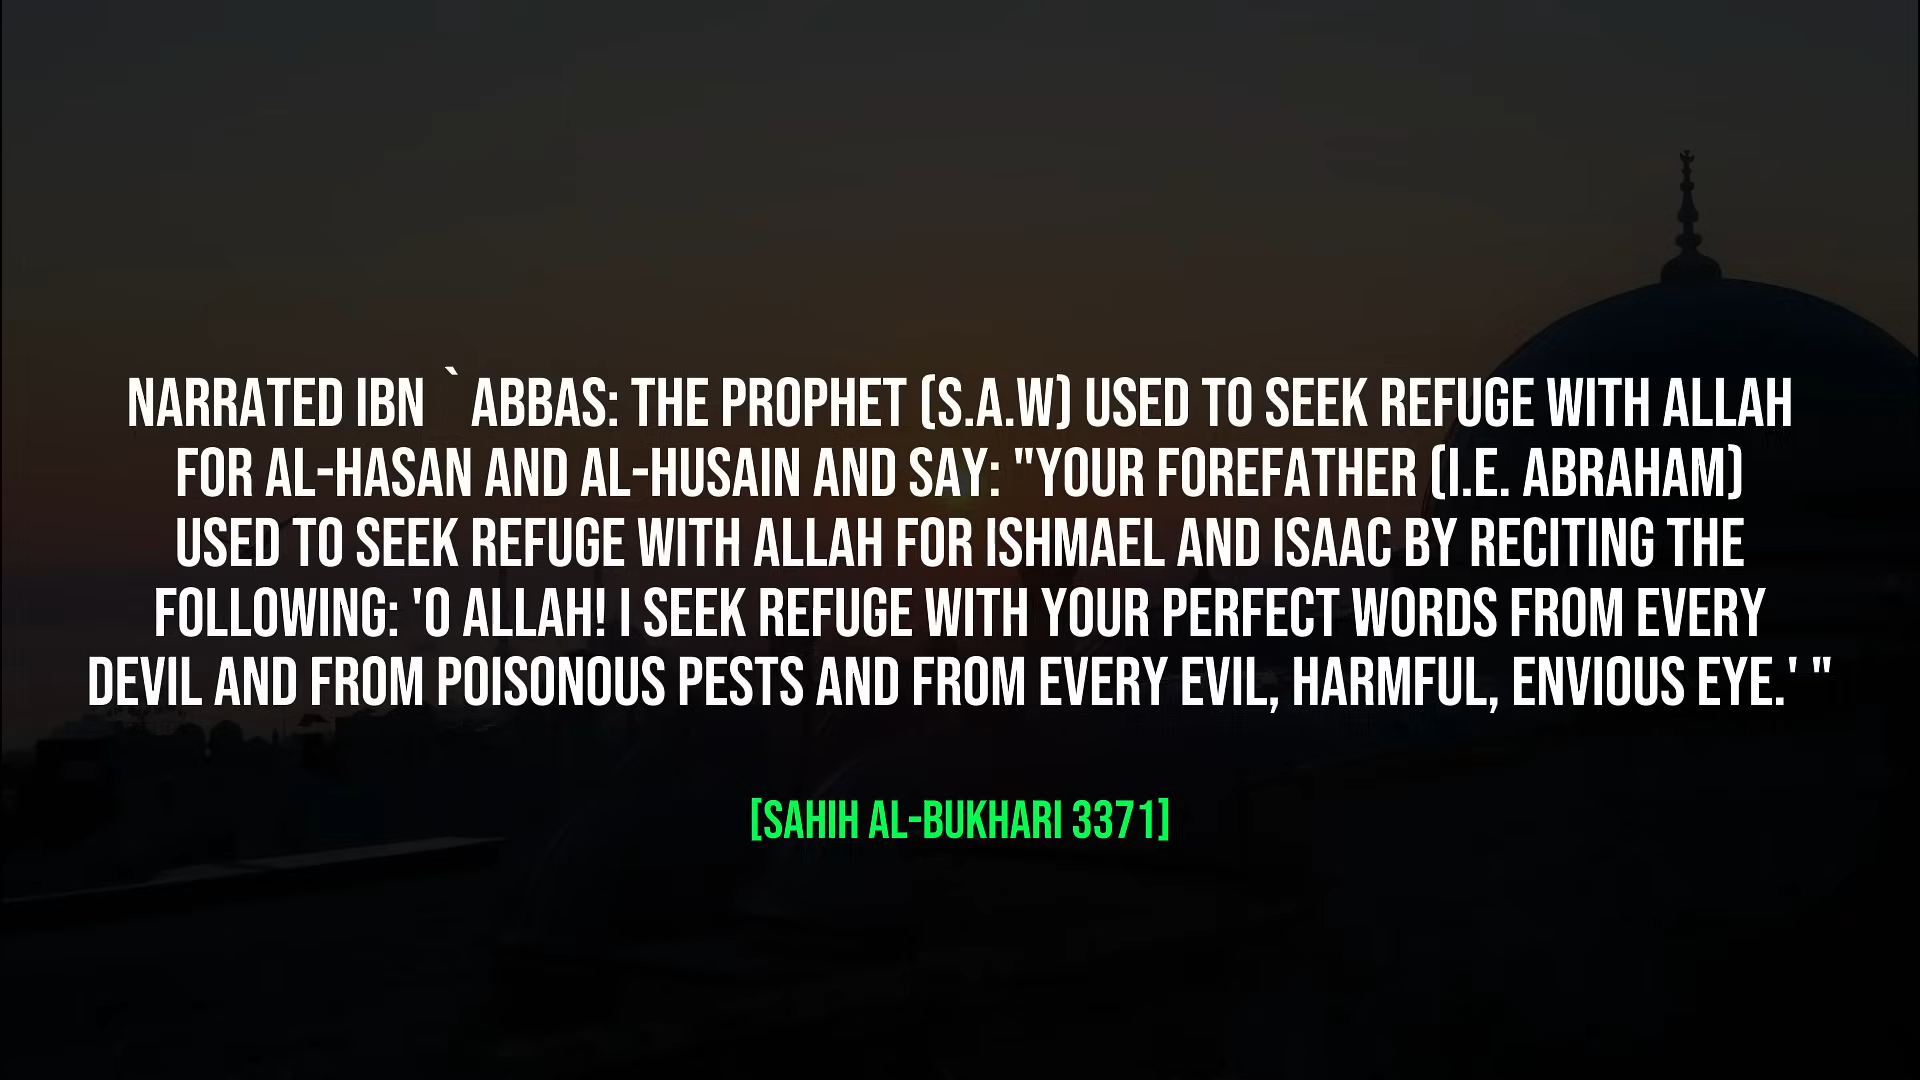 NARRATED IBN ` ABBAS: THE PROPHET (S.A.W) USED TO SEEK REFUGE WITH ALLAH
FOR AL-HASAN AND AL-HUSAIN AND SAY: "YOUR FOREFATHER (I.E. ABRAHAM)
USED TO SEEK REFUGE WITH ALLAH FOR ISHMAEL AND ISAAC BY RECITING THE
FOLLOWING: 'O ALLAH! I SEEK REFUGE WITH YOUR PERFECT WORDS FROM EVERY
DEVIL AND FROM POISONOUS PESTS AND FROM EVERY EVIL, HARMFUL, ENVIOUS EYE.' "
[SAHIH AL-BUKHARI 3371]